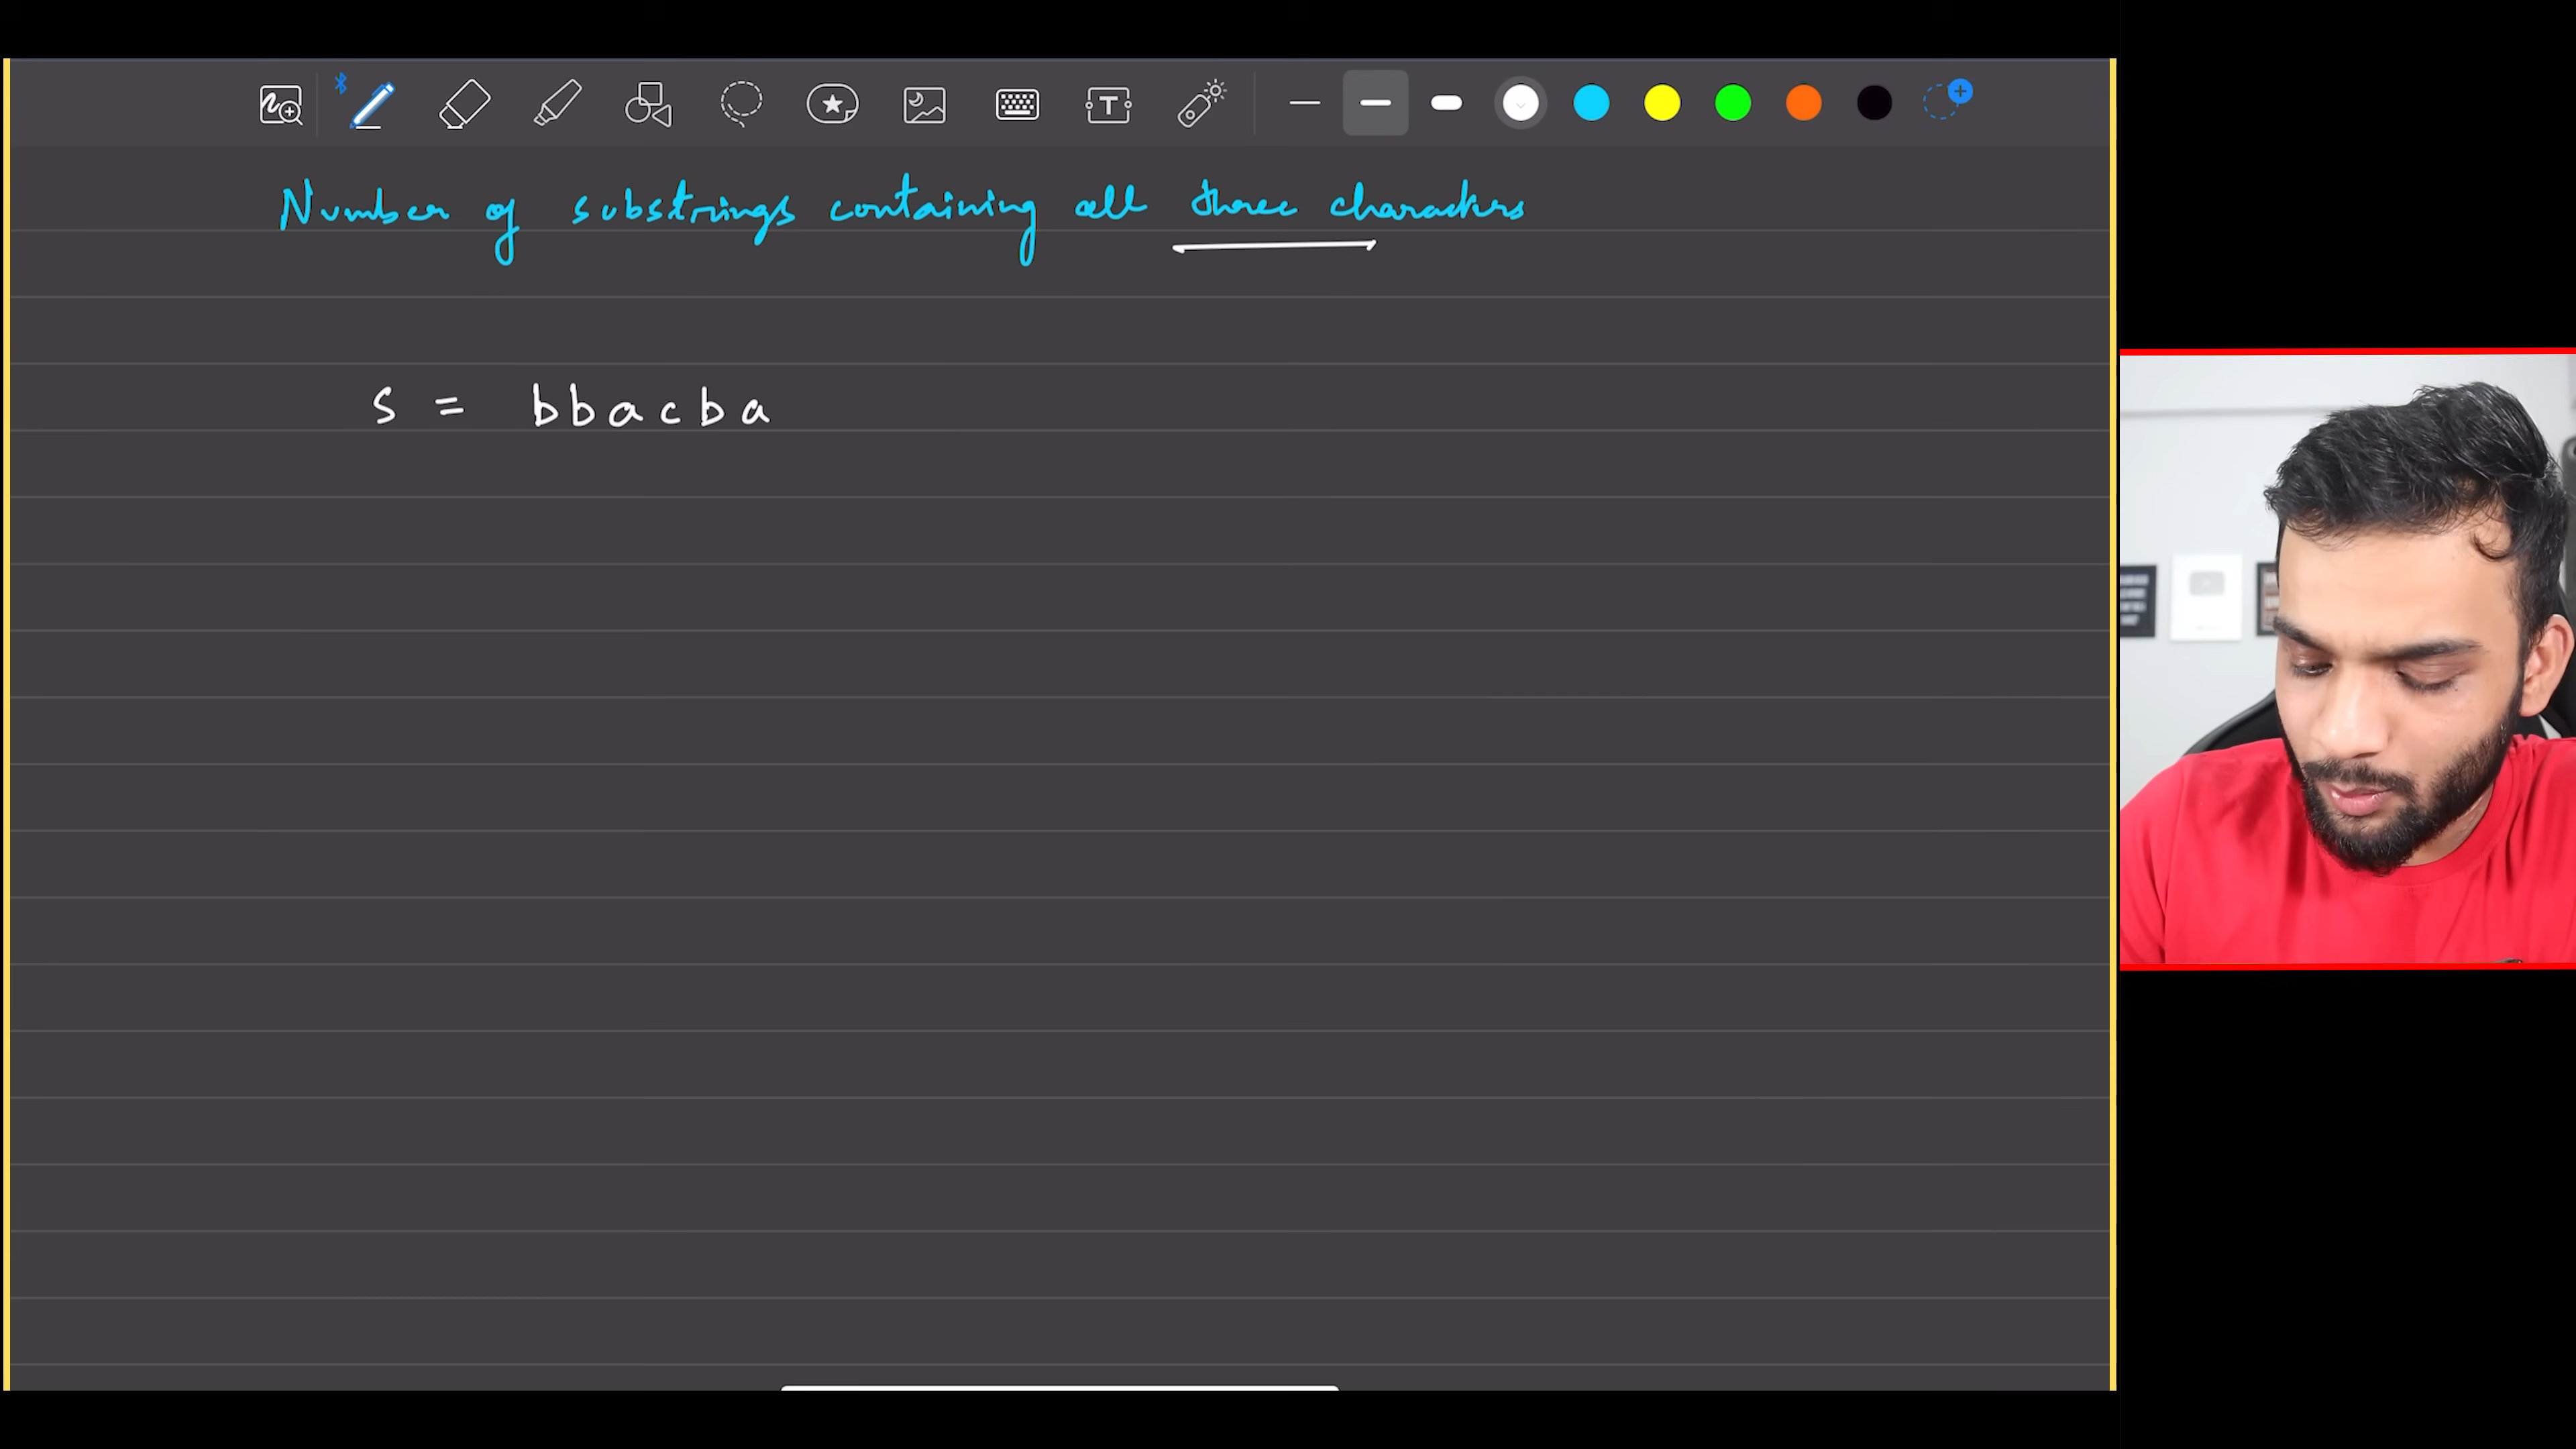 Number of substrings containing all three characters
s = bbacba